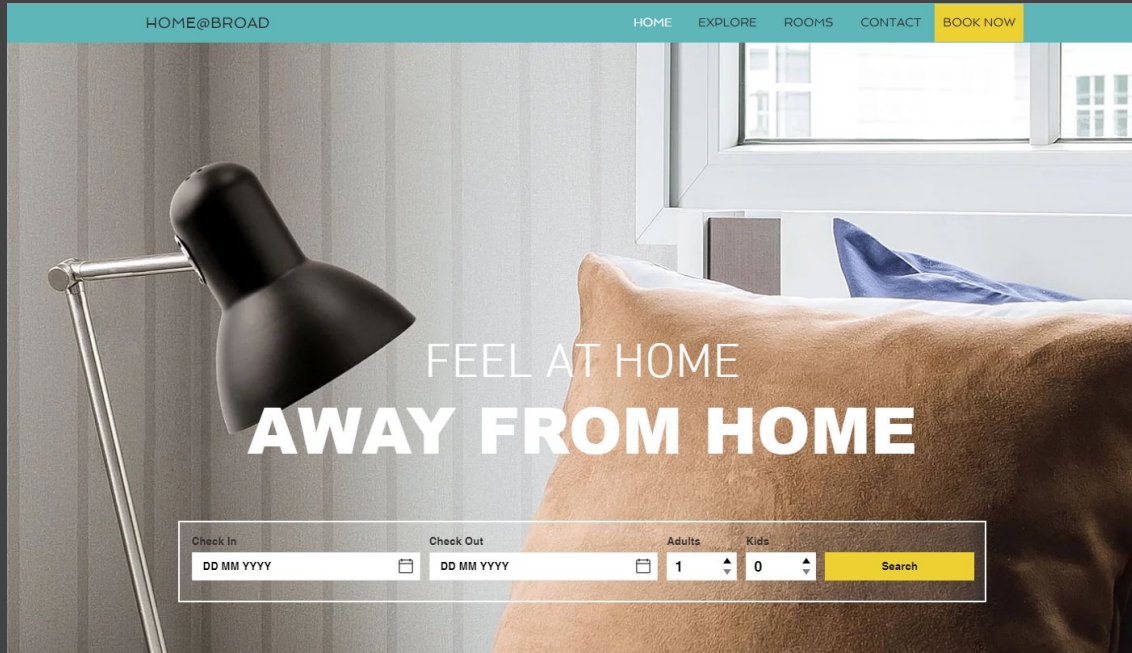 HOME@BROAD
HOME EXPLORE ROOMS CONTACT BOOK NOW
FEEL AT HOME
AWAY FROM HOME
Check In Check Out Adults Kids
DD MM YYYY DD MM YYYY 1 0 Search